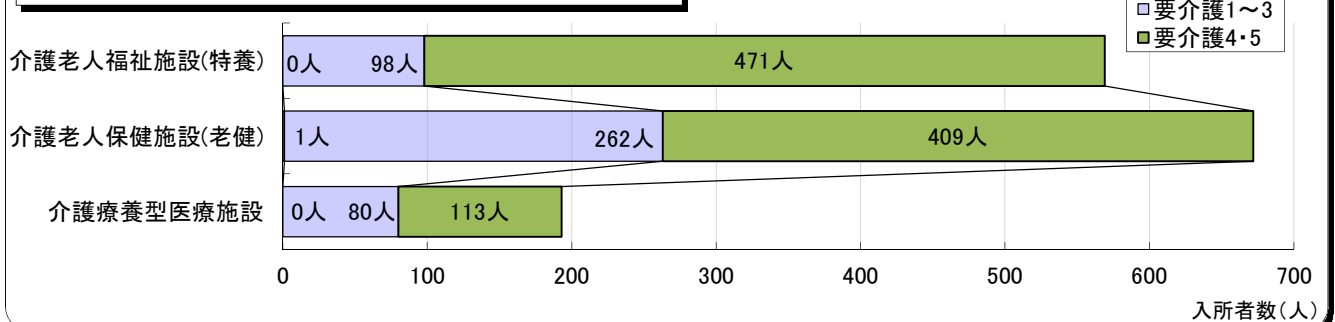 ■要介護1～3
■要介護4・5
介護老人福祉施設(特養)
0人 98人 471人
介護老人保健施設(老健)
1人 262人 409人
介護療養型医療施設
0人 80人 113人
0 100 200 300 400 500 600 700
入所者数(人)